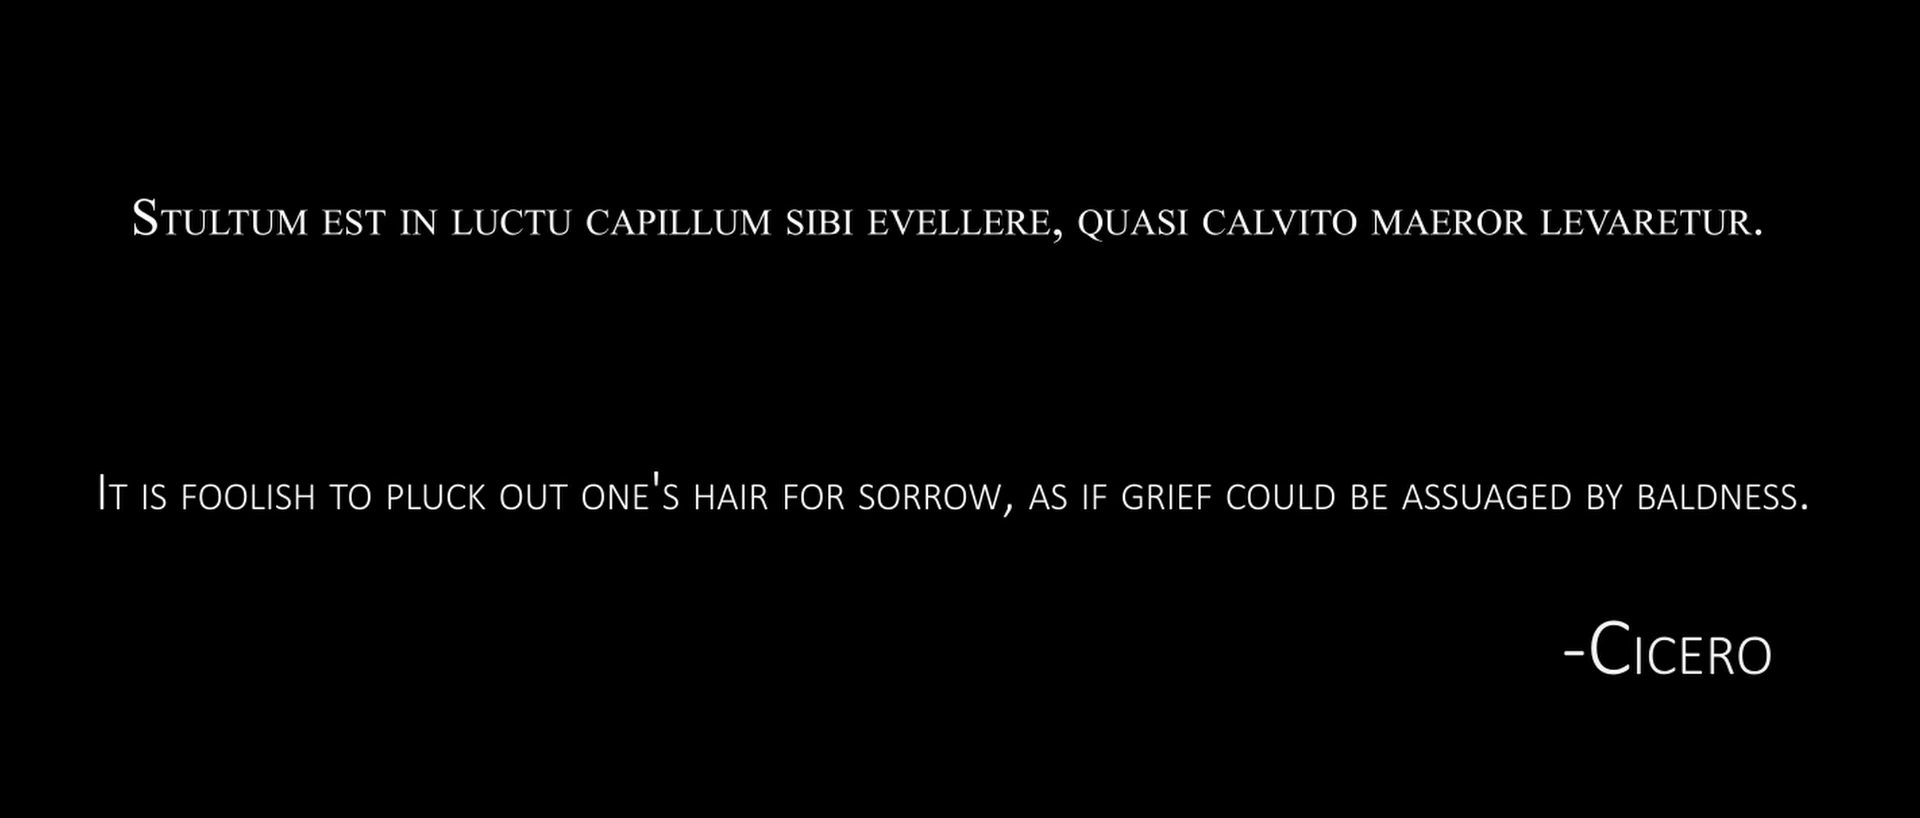 Stultum est in luctu capillum sibi evellere, quasi calvito maeror levaretur.
It is foolish to pluck out one's hair for sorrow, as if grief could be assuaged by baldness.
-Cicero